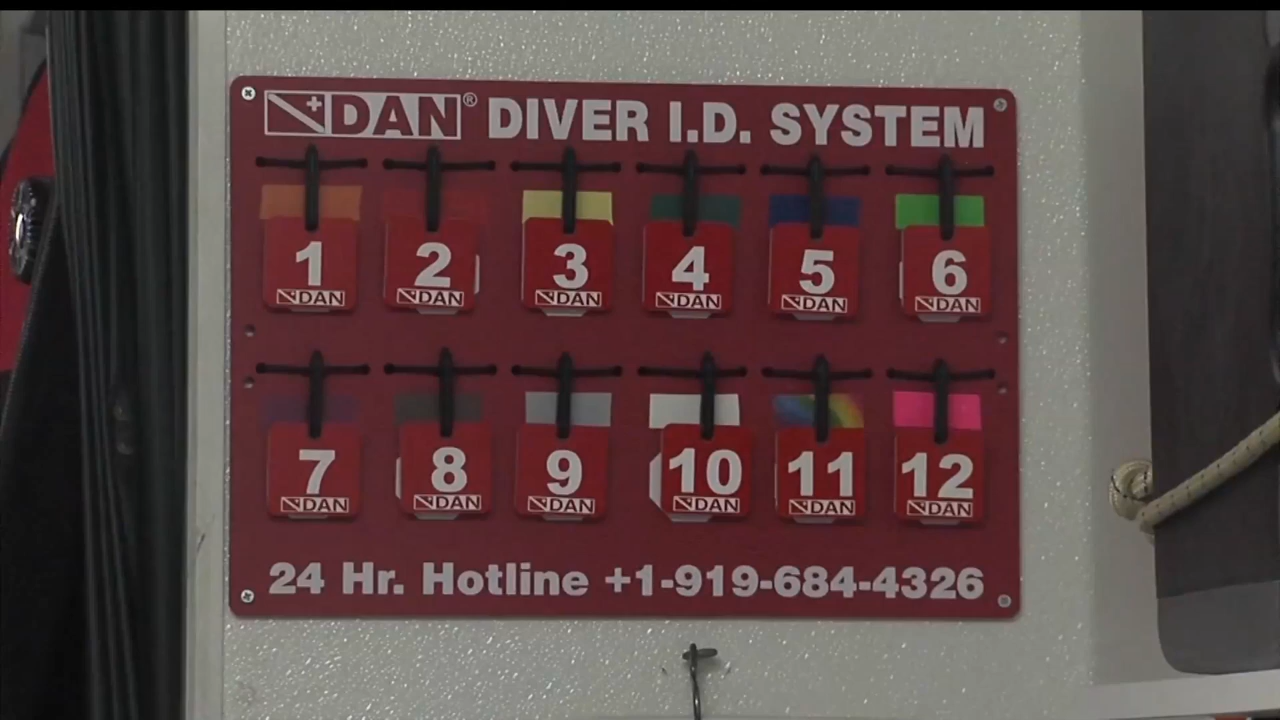 DAN® DIVER I.D. SYSTEM
1 2 3 4 5 6
DAN DAN DAN DAN DAN DAN
7 8 9 10 11 12
DAN DAN DAN DAN DAN DAN
24 Hr. Hotline +1-919-684-4326